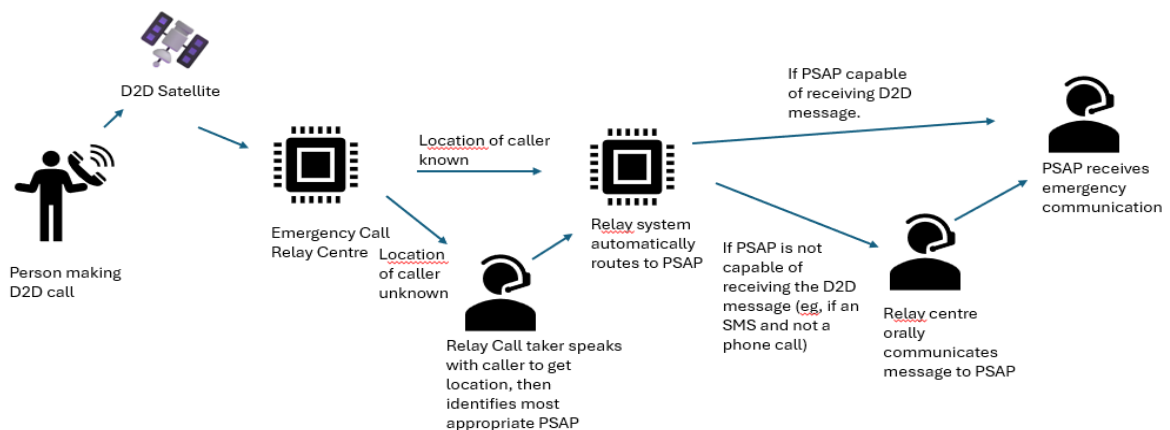 D2D Satellite
Person making
D2D call
Emergency Call
Relay Centre
Location of caller
known
Location
of caller
unknown
Relay Call taker speaks
with caller to get
location, then
identifies most
appropriate PSAP
Relay system
automatically
routes to PSAP
If PSAP capable
of receiving D2D
message.
If PSAP is not
capable of
receiving the D2D
message (eg, if an
SMS and not a
phone call)
Relay centre
orally
communicates
message to PSAP
PSAP receives
emergency
communication